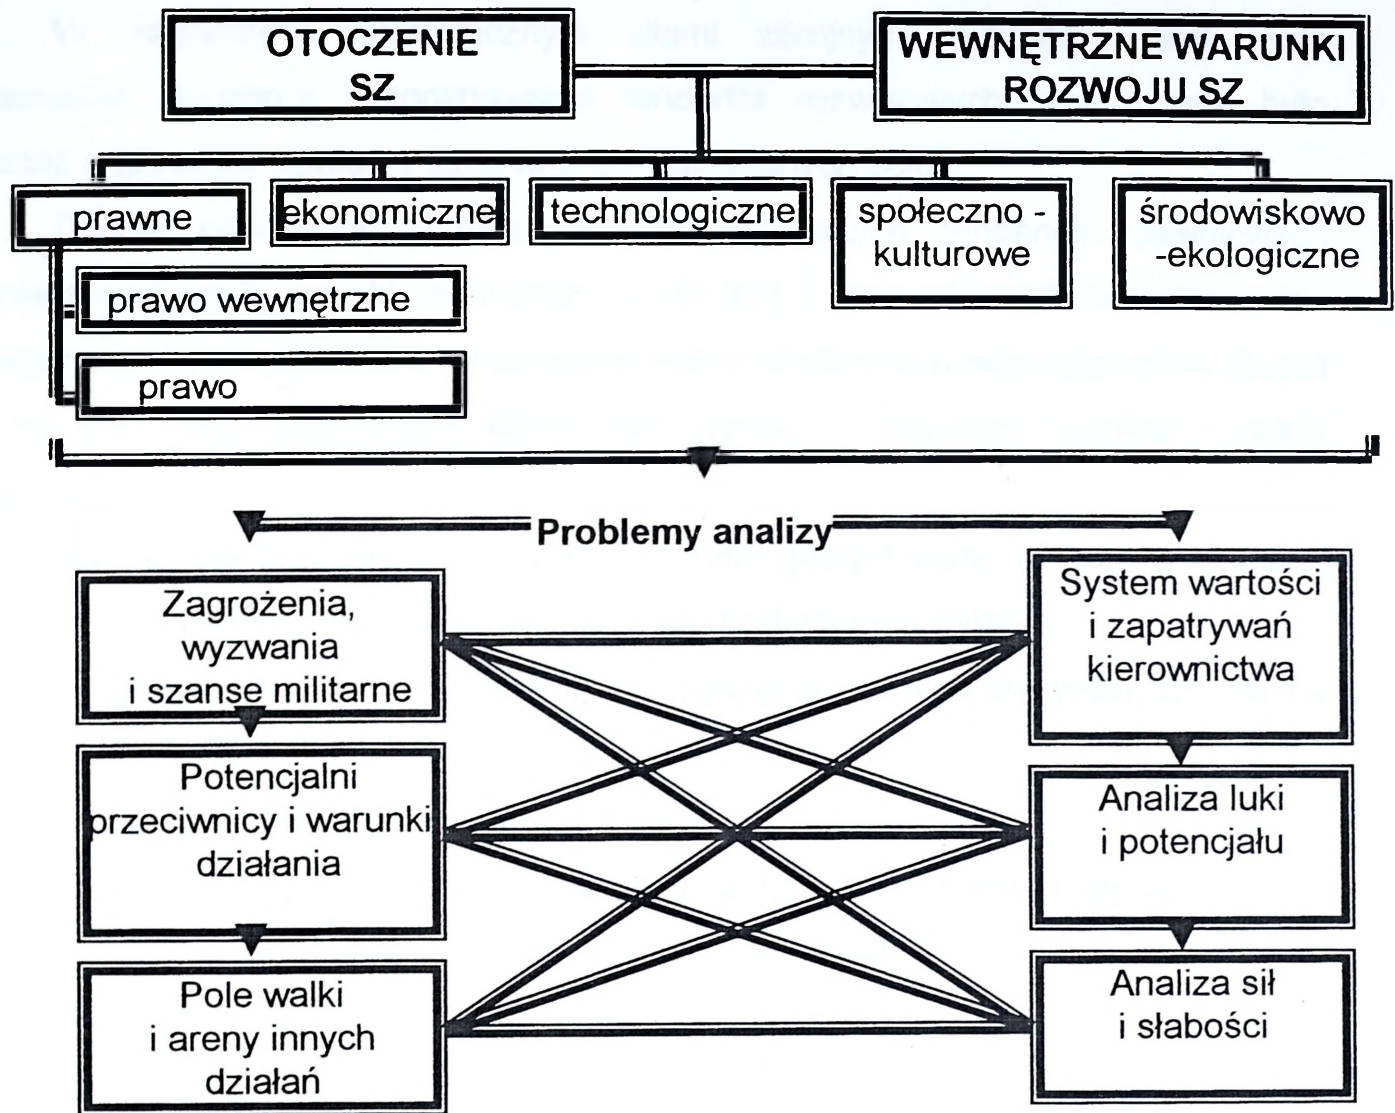 OTOCZENIE
SZ
WEWNĘTRZNE WARUNKI
ROZWOJU SZ
prawne
ekonomiczne
technologiczne
społeczno -
kulturowe
środowiskowo
-ekologiczne
prawo wewnętrzne
prawo
Problemy analizy
Zagrożenia,
wyzwania
i szanse militarne
System wartości
i zapatrywań
kierownictwa
Potencjalni
przeciwnicy i warunki
działania
Analiza luki
i potencjału
Pole walki
i areny innych
działań
Analiza sił
i słabości